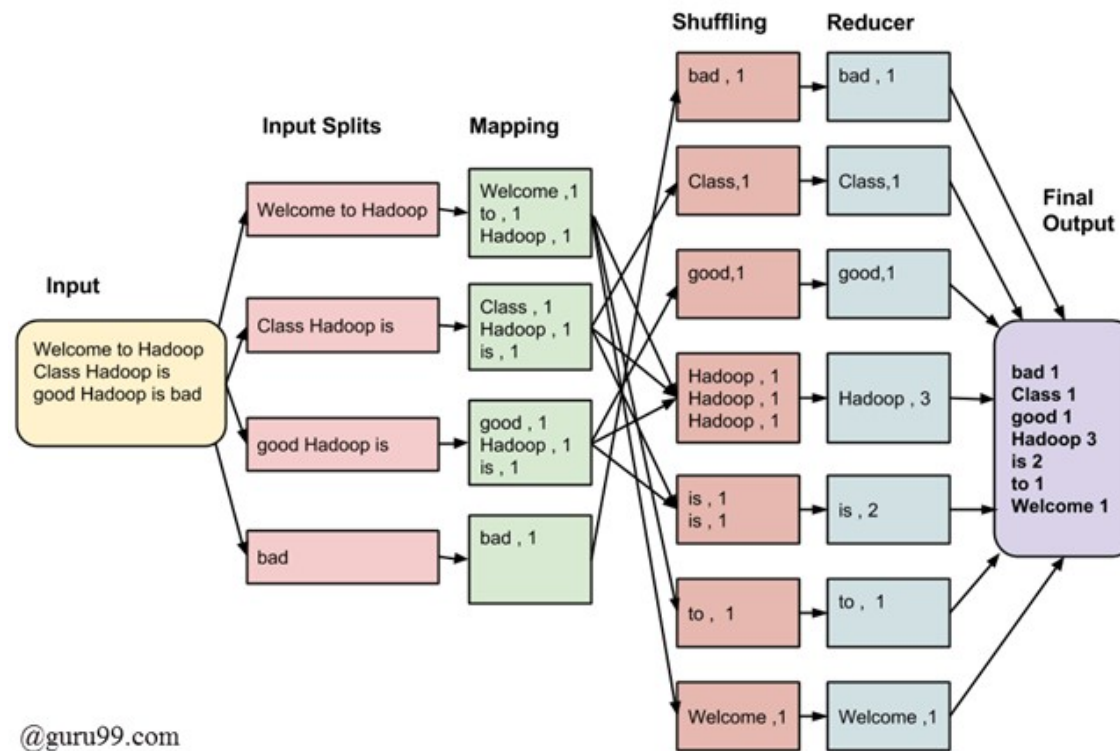 Input
Welcome to Hadoop
Class Hadoop is
good Hadoop is bad
Input Splits
Welcome to Hadoop
Class Hadoop is
good Hadoop is
bad
Mapping
Welcome ,1
to , 1
Hadoop , 1
Class , 1
Hadoop , 1
is , 1
good , 1
Hadoop , 1
is , 1
bad , 1
Shuffling
bad , 1
Class,1
good,1
Hadoop , 1
Hadoop , 1
Hadoop , 1
is , 1
is , 1
to , 1
Welcome ,1
Reducer
bad , 1
Class,1
good,1
Hadoop , 3
is , 2
to , 1
Welcome ,1
Final
Output
bad 1
Class 1
good 1
Hadoop 3
is 2
to 1
Welcome 1
@guru99.com